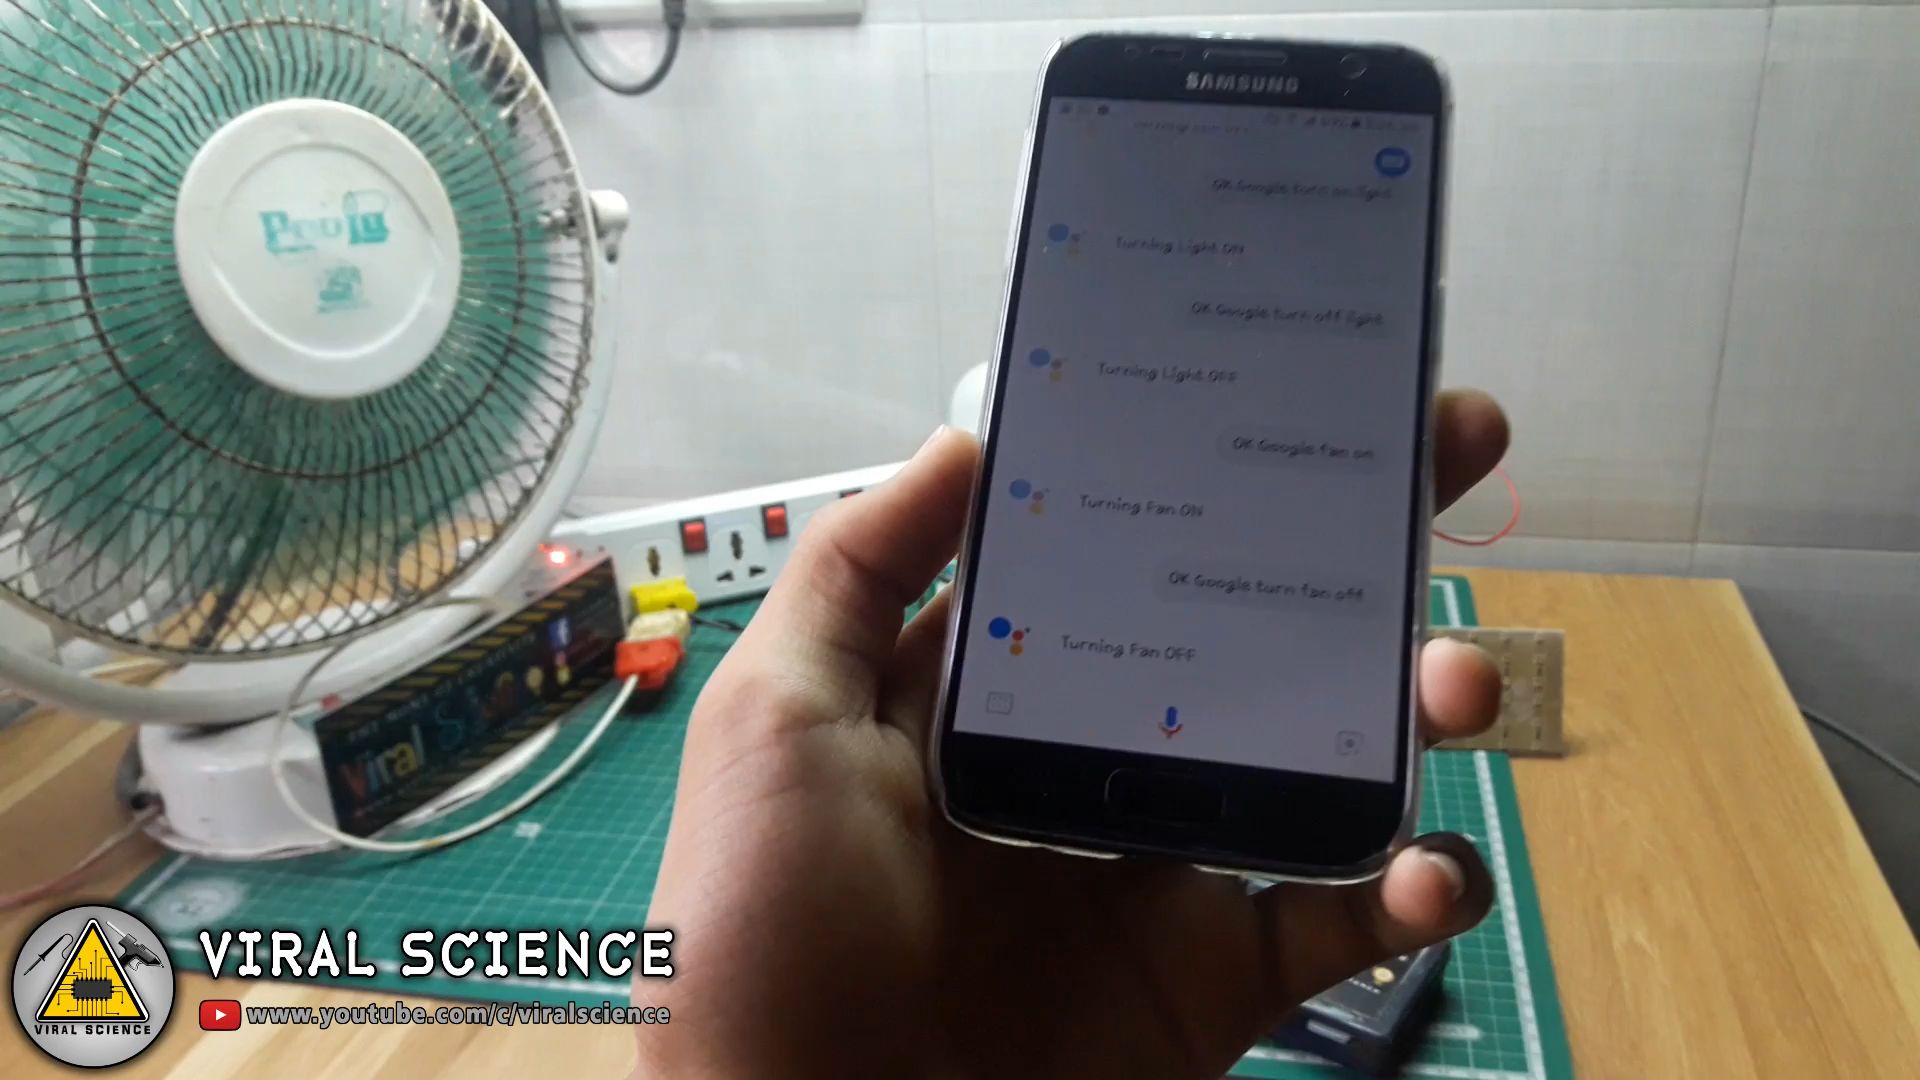 SAMSUNG
OK Google turn on light
Turning Light ON
OK Google turn off light
Turning Light OFF
OK Google fan on
Turning Fan ON
OK Google turn fan off
Turning Fan OFF
Viral
VIRAL SCIENCE
www.youtube.com/c/viralscience
VIRAL SCIENCE